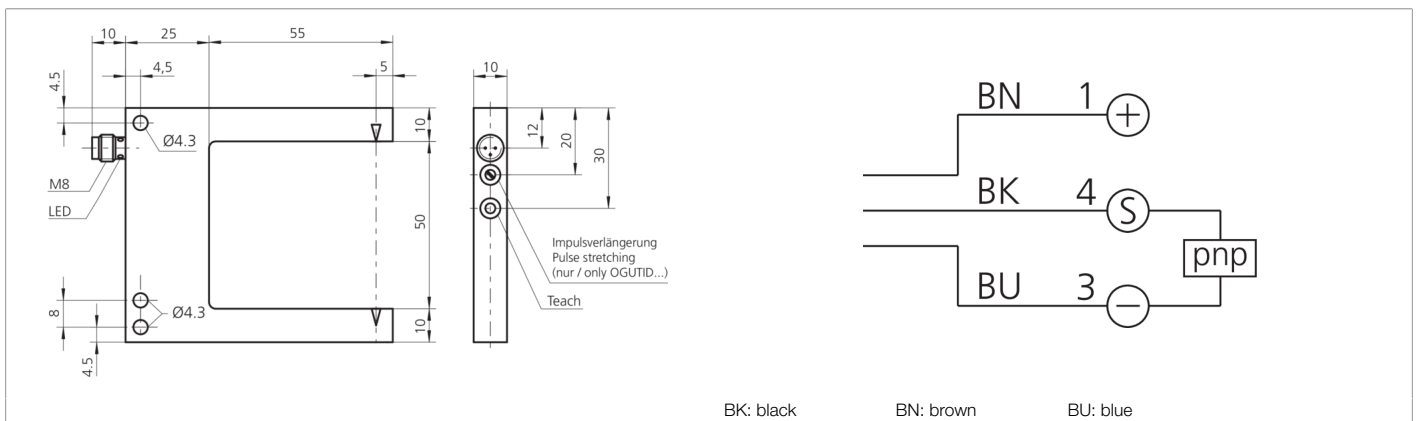 10 25 55
4,5 5 10
4.5
Ø4.3
10
12
20
30
M8
LED
50
Impulsverlängerung
Pulse stretching
(nur / only OGUTID...)
Teach
8
Ø4.3
10
4.5
BN 1 +
BK 4 S
pnp
BU 3 −
BK: black BN: brown BU: blue